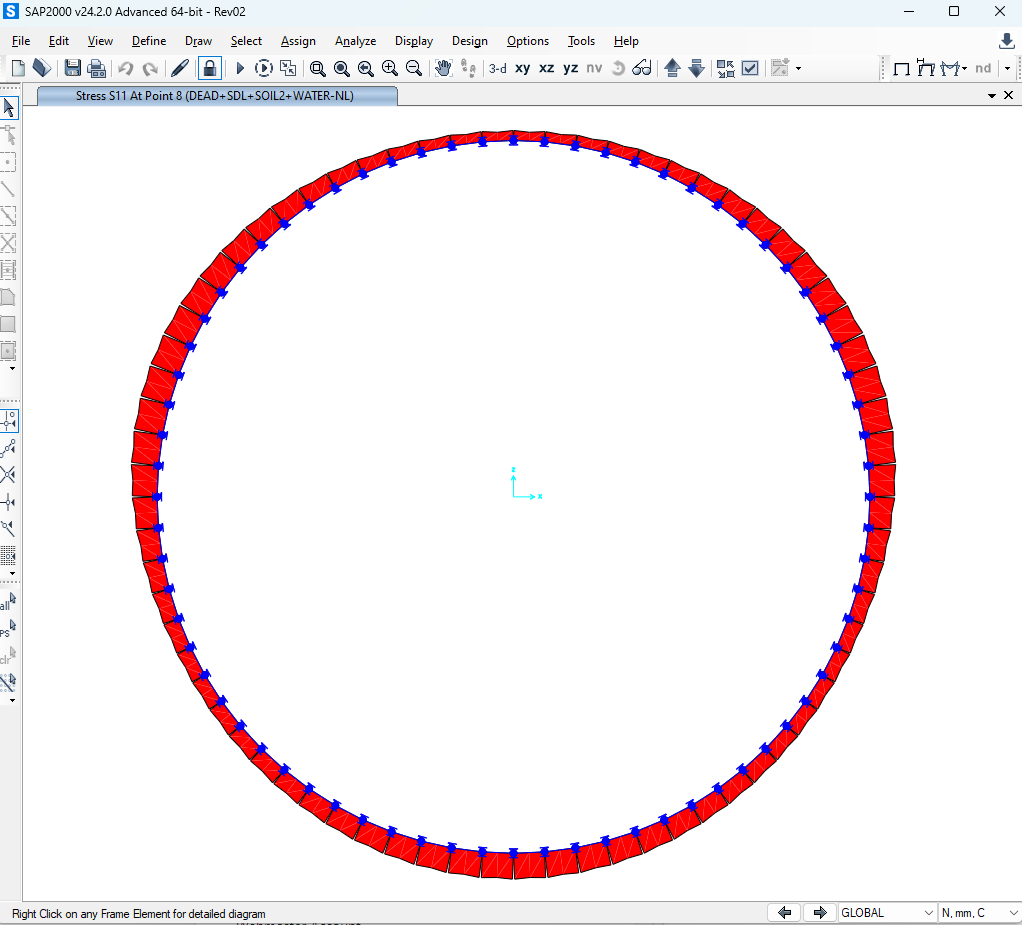 SAP2000 v24.2.0 Advanced 64-bit - Rev02
File Edit View Define Draw Select Assign Analyze Display Design Options Tools Help
3-d xy xz yz nv nd
Stress S11 At Point 8 (DEAD+SDL+SOIL2+WATER-NL)
z
x
all
ps
clr
Right Click on any Frame Element for detailed diagram GLOBAL N, mm, C